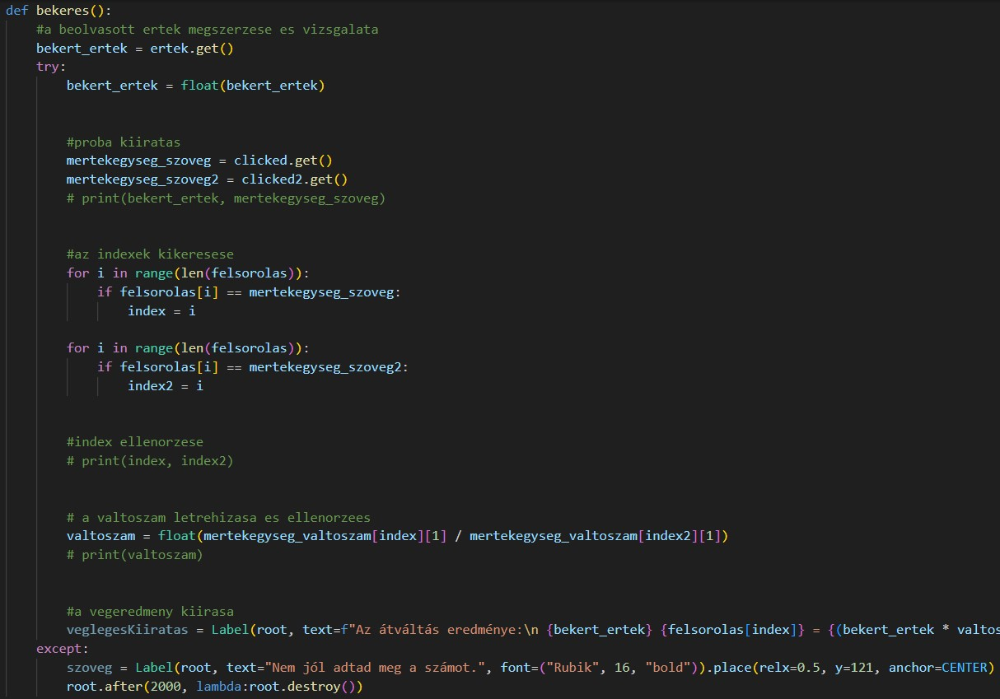 def bekeres():
    #a beolvasott ertek megszerzese es vizsgalata
    bekert_ertek = ertek.get()
    try:
        bekert_ertek = float(bekert_ertek)
        #proba kiiratas
        mertekegyseg_szoveg = clicked.get()
        mertekegyseg_szoveg2 = clicked2.get()
        # print(bekert_ertek, mertekegyseg_szoveg)
        #az indexek kikeresese
        for i in range(len(felsorolas)):
            if felsorolas[i] == mertekegyseg_szoveg:
                index = i
        for i in range(len(felsorolas)):
            if felsorolas[i] == mertekegyseg_szoveg2:
                index2 = i
        #index ellenorzese
        # print(index, index2)
        # a valtoszam letrehizasa es ellenorzees
        valtoszam = float(mertekegyseg_valtoszam[index][1] / mertekegyseg_valtoszam[index2][1])
        # print(valtoszam)
        #a vegeredmeny kiirasa
        veglegesKiiratas = Label(root, text=f"Az átváltás eredménye:\n {bekert_ertek} {felsorolas[index]} = {(bekert_ertek * valtos
    except:
        szoveg = Label(root, text="Nem jól adtad meg a számot.", font=("Rubik", 16, "bold")).place(relx=0.5, y=121, anchor=CENTER)
        root.after(2000, lambda:root.destroy())